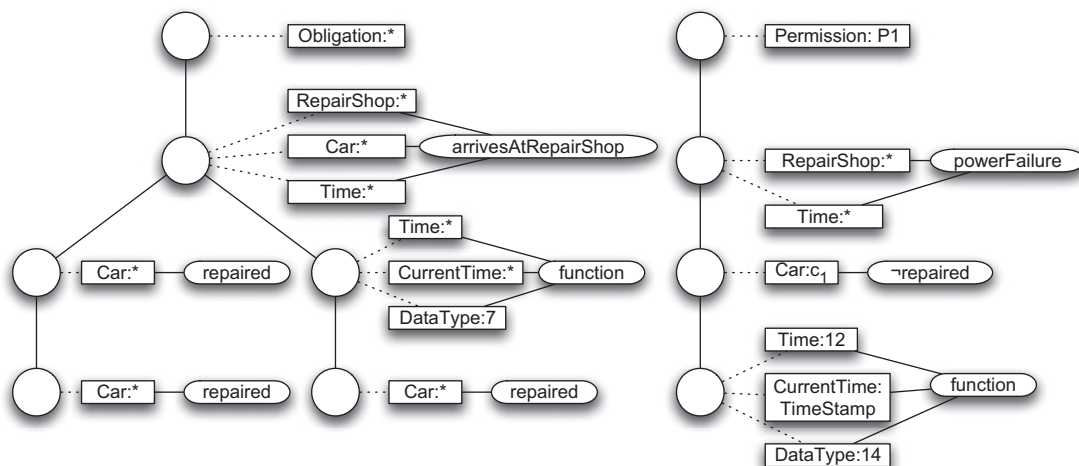 Obligation:*
RepairShop:*
Car:*
arrivesAtRepairShop
Time:*
Car:*
repaired
Time:*
CurrentTime:*
function
DataType:7
Car:*
repaired
Car:*
repaired
Permission: P1
RepairShop:*
powerFailure
Time:*
Car:c1
¬repaired
Time:12
CurrentTime:
TimeStamp
function
DataType:14